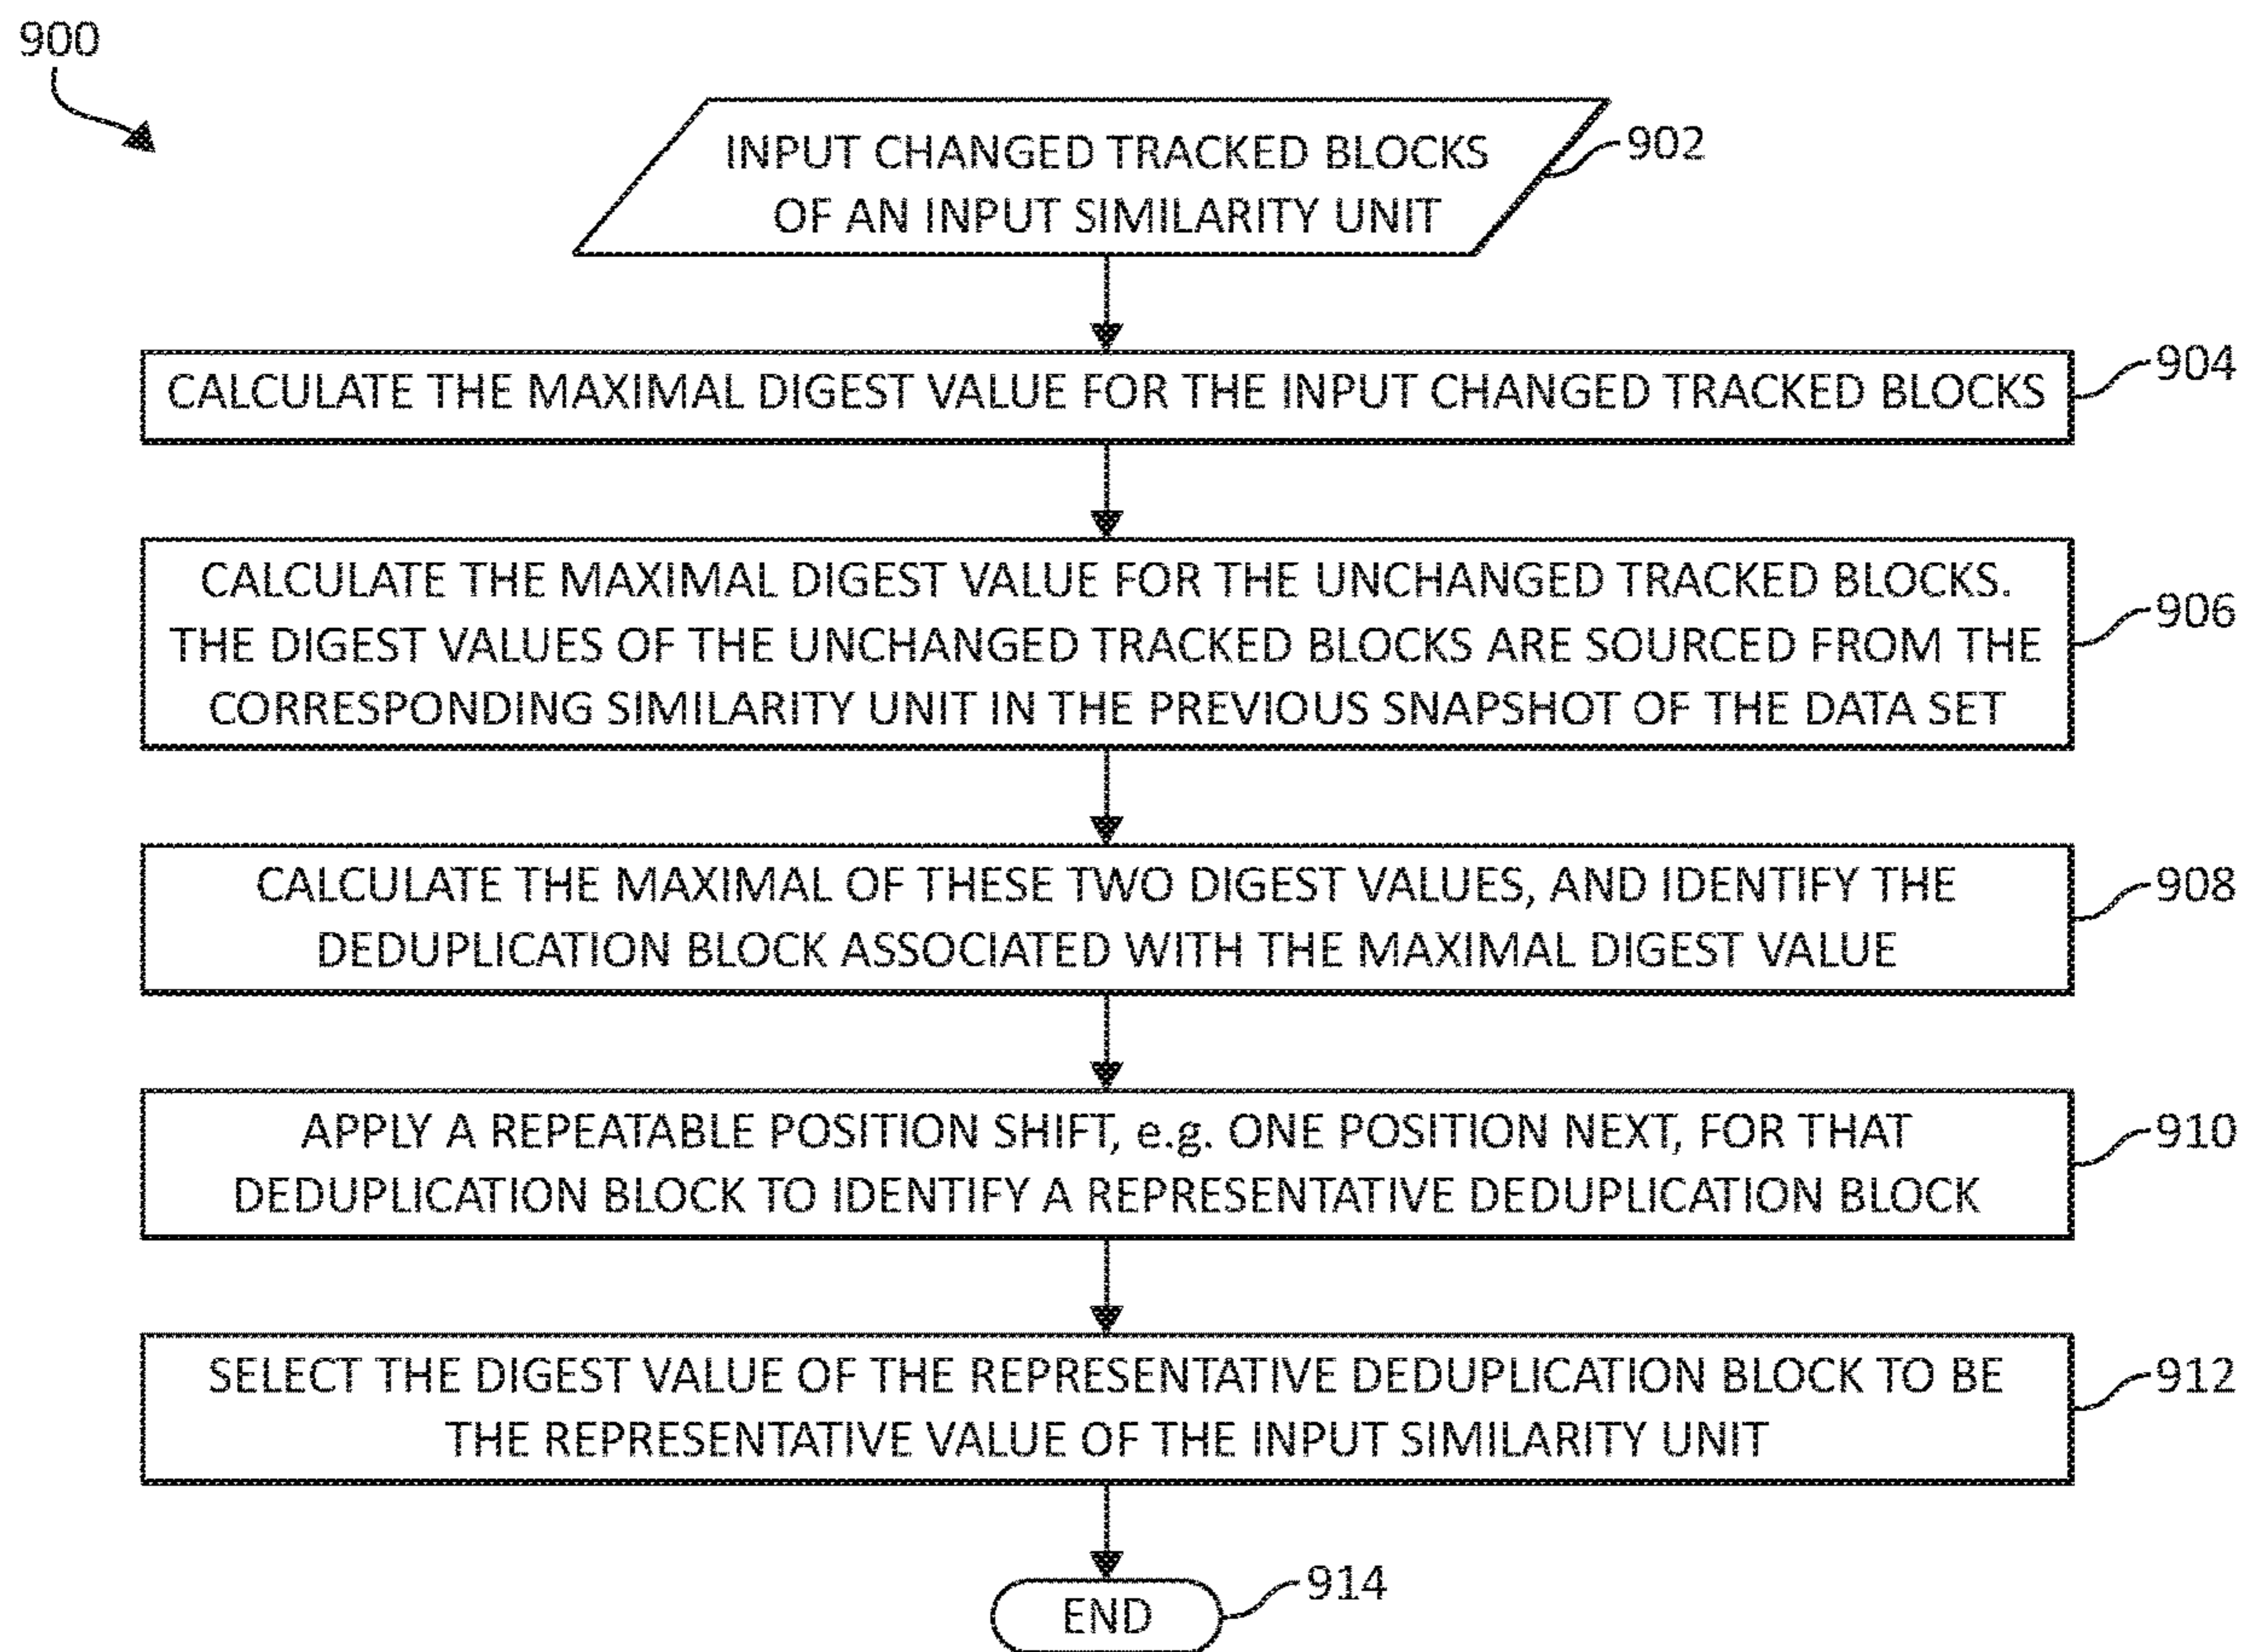 900
INPUT CHANGED TRACKED BLOCKS
OF AN INPUT SIMILARITY UNIT
902
CALCULATE THE MAXIMAL DIGEST VALUE FOR THE INPUT CHANGED TRACKED BLOCKS
904
CALCULATE THE MAXIMAL DIGEST VALUE FOR THE UNCHANGED TRACKED BLOCKS.
THE DIGEST VALUES OF THE UNCHANGED TRACKED BLOCKS ARE SOURCED FROM THE
CORRESPONDING SIMILARITY UNIT IN THE PREVIOUS SNAPSHOT OF THE DATA SET
906
CALCULATE THE MAXIMAL OF THESE TWO DIGEST VALUES, AND IDENTIFY THE
DEDUPLICATION BLOCK ASSOCIATED WITH THE MAXIMAL DIGEST VALUE
908
APPLY A REPEATABLE POSITION SHIFT, e.g. ONE POSITION NEXT, FOR THAT
DEDUPLICATION BLOCK TO IDENTIFY A REPRESENTATIVE DEDUPLICATION BLOCK
910
SELECT THE DIGEST VALUE OF THE REPRESENTATIVE DEDUPLICATION BLOCK TO BE
THE REPRESENTATIVE VALUE OF THE INPUT SIMILARITY UNIT
912
END
914